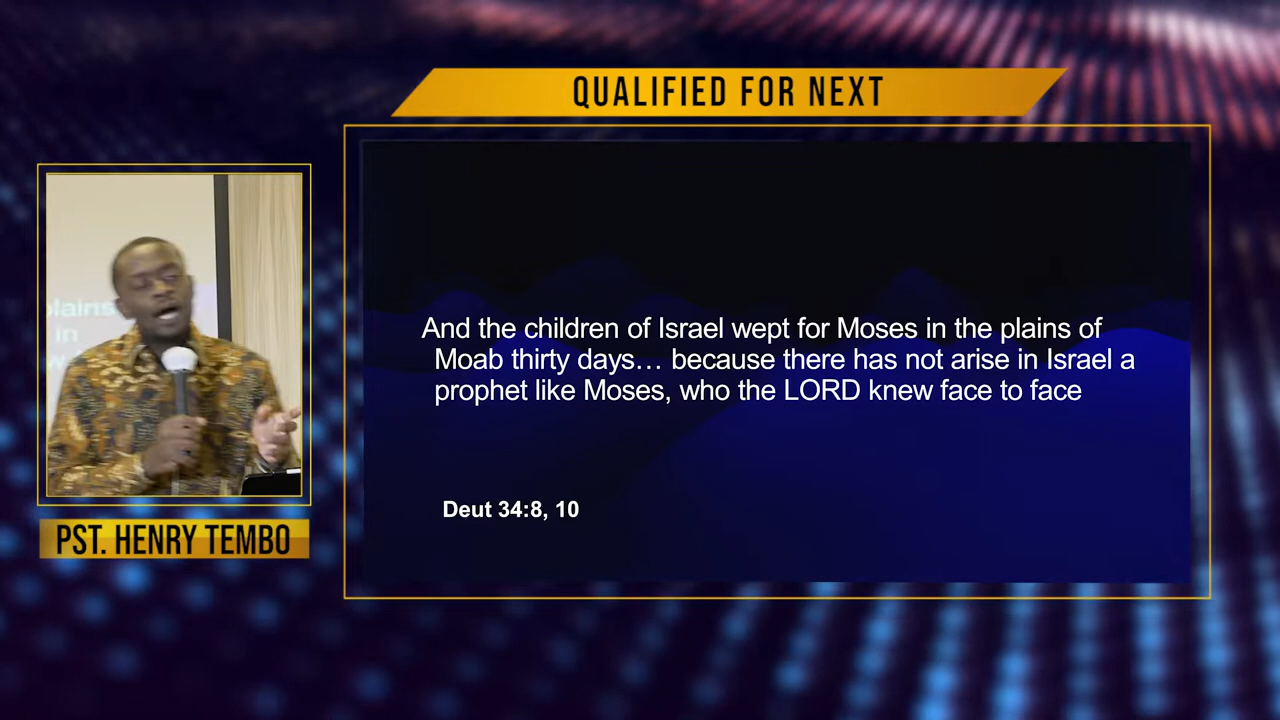 QUALIFIED FOR NEXT
And the children of Israel wept for Moses in the plains of
Moab thirty days… because there has not arise in Israel a
prophet like Moses, who the LORD knew face to face
Deut 34:8, 10
plains
in
PST. HENRY TEMBO